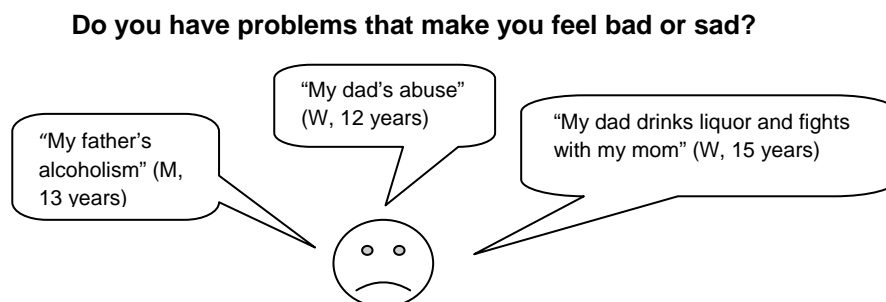 Do you have problems that make you feel bad or sad?
“My father’s
alcoholism” (M,
13 years)
“My dad’s abuse”
(W, 12 years)
“My dad drinks liquor and fights
with my mom” (W, 15 years)